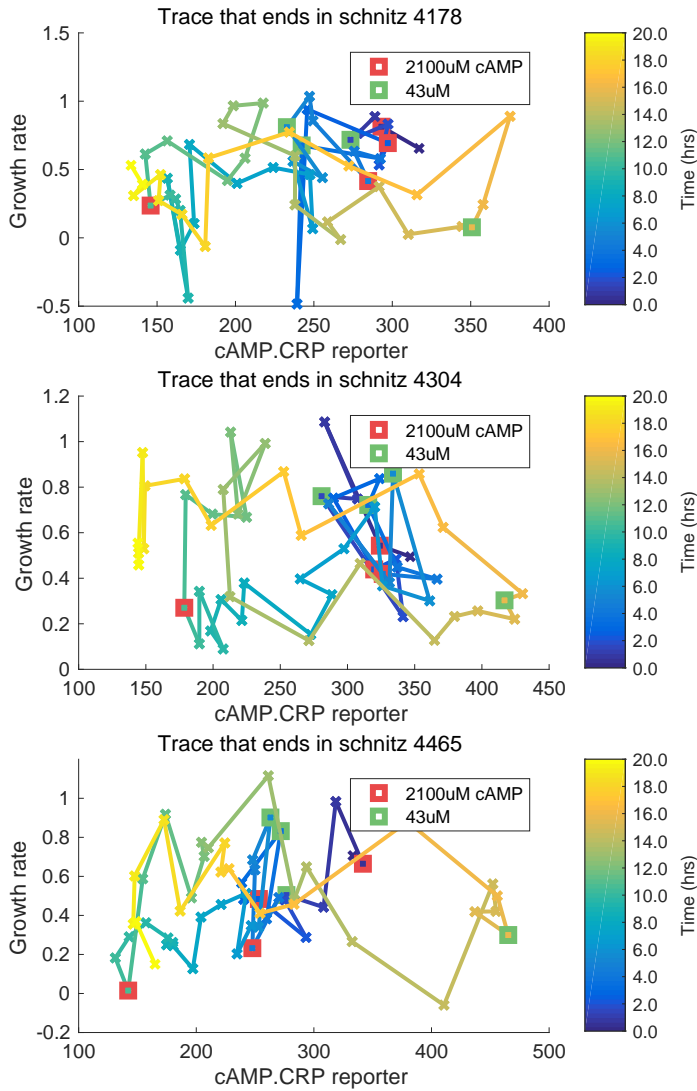 Trace that ends in schnitz 4178
1.5
1
0.5
0
-0.5
Growth rate
100 150 200 250 300 350 400
cAMP.CRP reporter
2100uM cAMP
43uM
20.0
18.0
16.0
14.0
12.0
10.0
8.0
6.0
4.0
2.0
0.0
Time (hrs)
Trace that ends in schnitz 4304
1.2
1
0.8
0.6
0.4
0.2
0
Growth rate
100 150 200 250 300 350 400 450
cAMP.CRP reporter
2100uM cAMP
43uM
20.0
18.0
16.0
14.0
12.0
10.0
8.0
6.0
4.0
2.0
0.0
Time (hrs)
Trace that ends in schnitz 4465
1
0.8
0.6
0.4
0.2
0
-0.2
Growth rate
100 200 300 400 500
cAMP.CRP reporter
2100uM cAMP
43uM
20.0
18.0
16.0
14.0
12.0
10.0
8.0
6.0
4.0
2.0
0.0
Time (hrs)